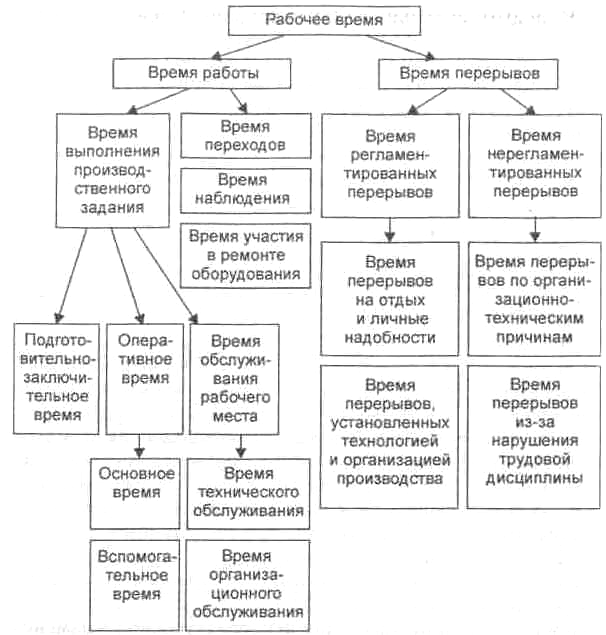 Рабочее время
Время работы
Время перерывов
Время
выполнения
производ-
ственного
задания
Время
переходов
Время
наблюдения
Время участия
в ремонте
оборудования
Время
регламен-
тированных
перерывов
Время
нерегламен-
тированных
перерывов
Время
перерывов
на отдых
и личные
надобности
Время переры-
вов по органи-
зационно-
техническим
причинам
Подгото-
вительно-
заключи-
тельное
время
Опера-
тивное
время
Время
обслужи-
вания
рабочего
места
Время
перерывов,
установленных
технологией
и организацией
производства
Время
перерывов
из-за
нарушения
трудовой
дисциплины
Основное
время
Время
технического
обслуживания
Вспомога-
тельное
время
Время
организа-
ционного
обслуживания